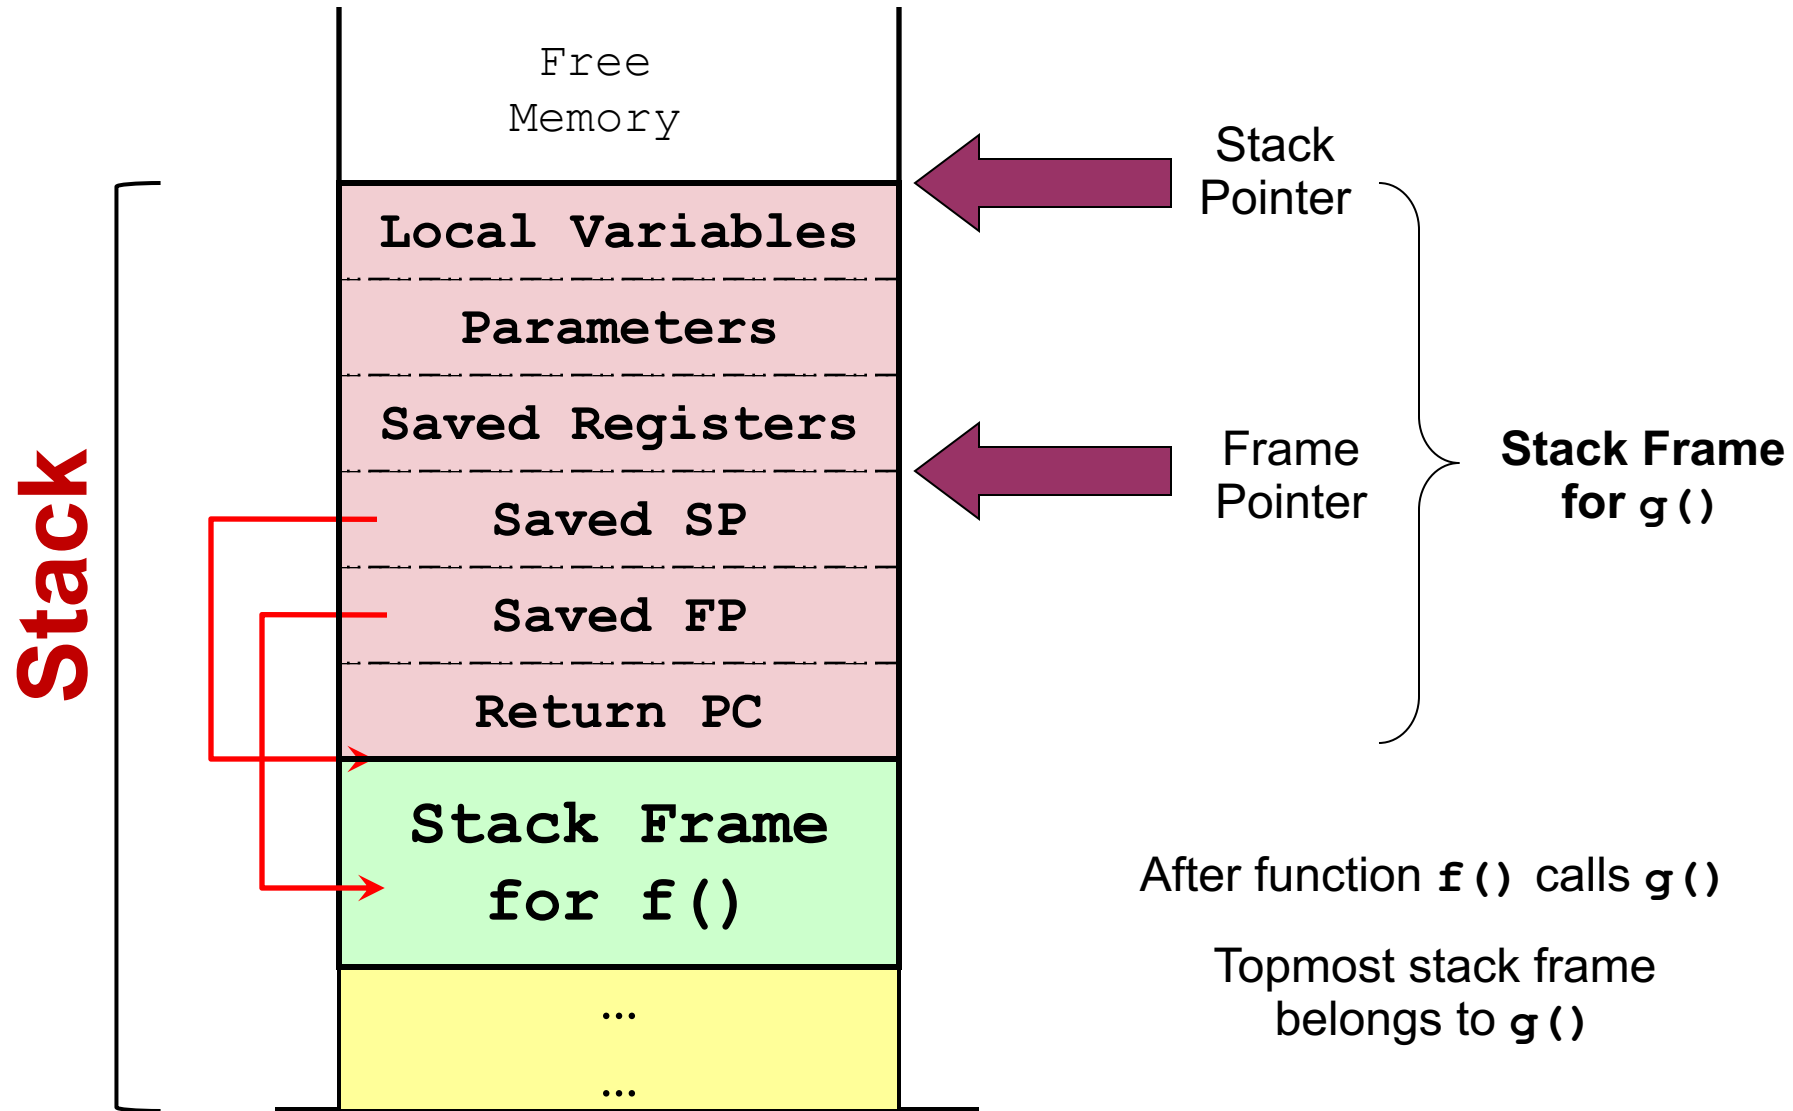 Free
Memory
Stack
Pointer
Local Variables
Parameters
Saved Registers
Frame
Pointer
Stack Frame
for g()
Saved SP
Saved FP
Return PC
Stack
Stack Frame
for f()
After function f() calls g()
Topmost stack frame
belongs to g()
…
…